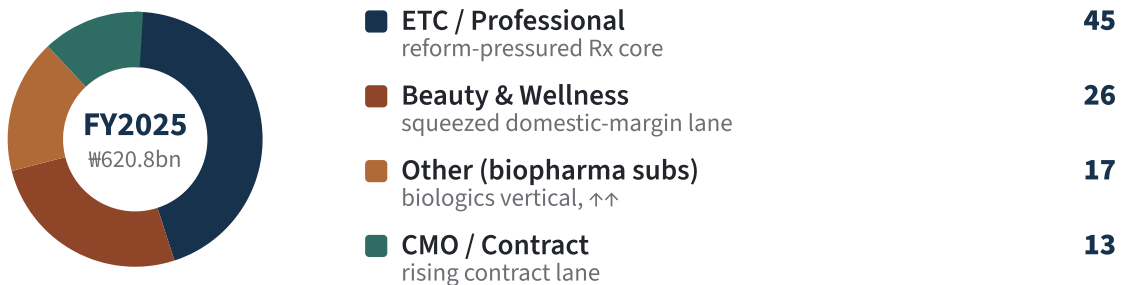 FY2025
₩620.8bn
ETC / Professional 45
reform-pressured Rx core
Beauty & Wellness 26
squeezed domestic-margin lane
Other (biopharma subs) 17
biologics vertical, ↑↑
CMO / Contract 13
rising contract lane